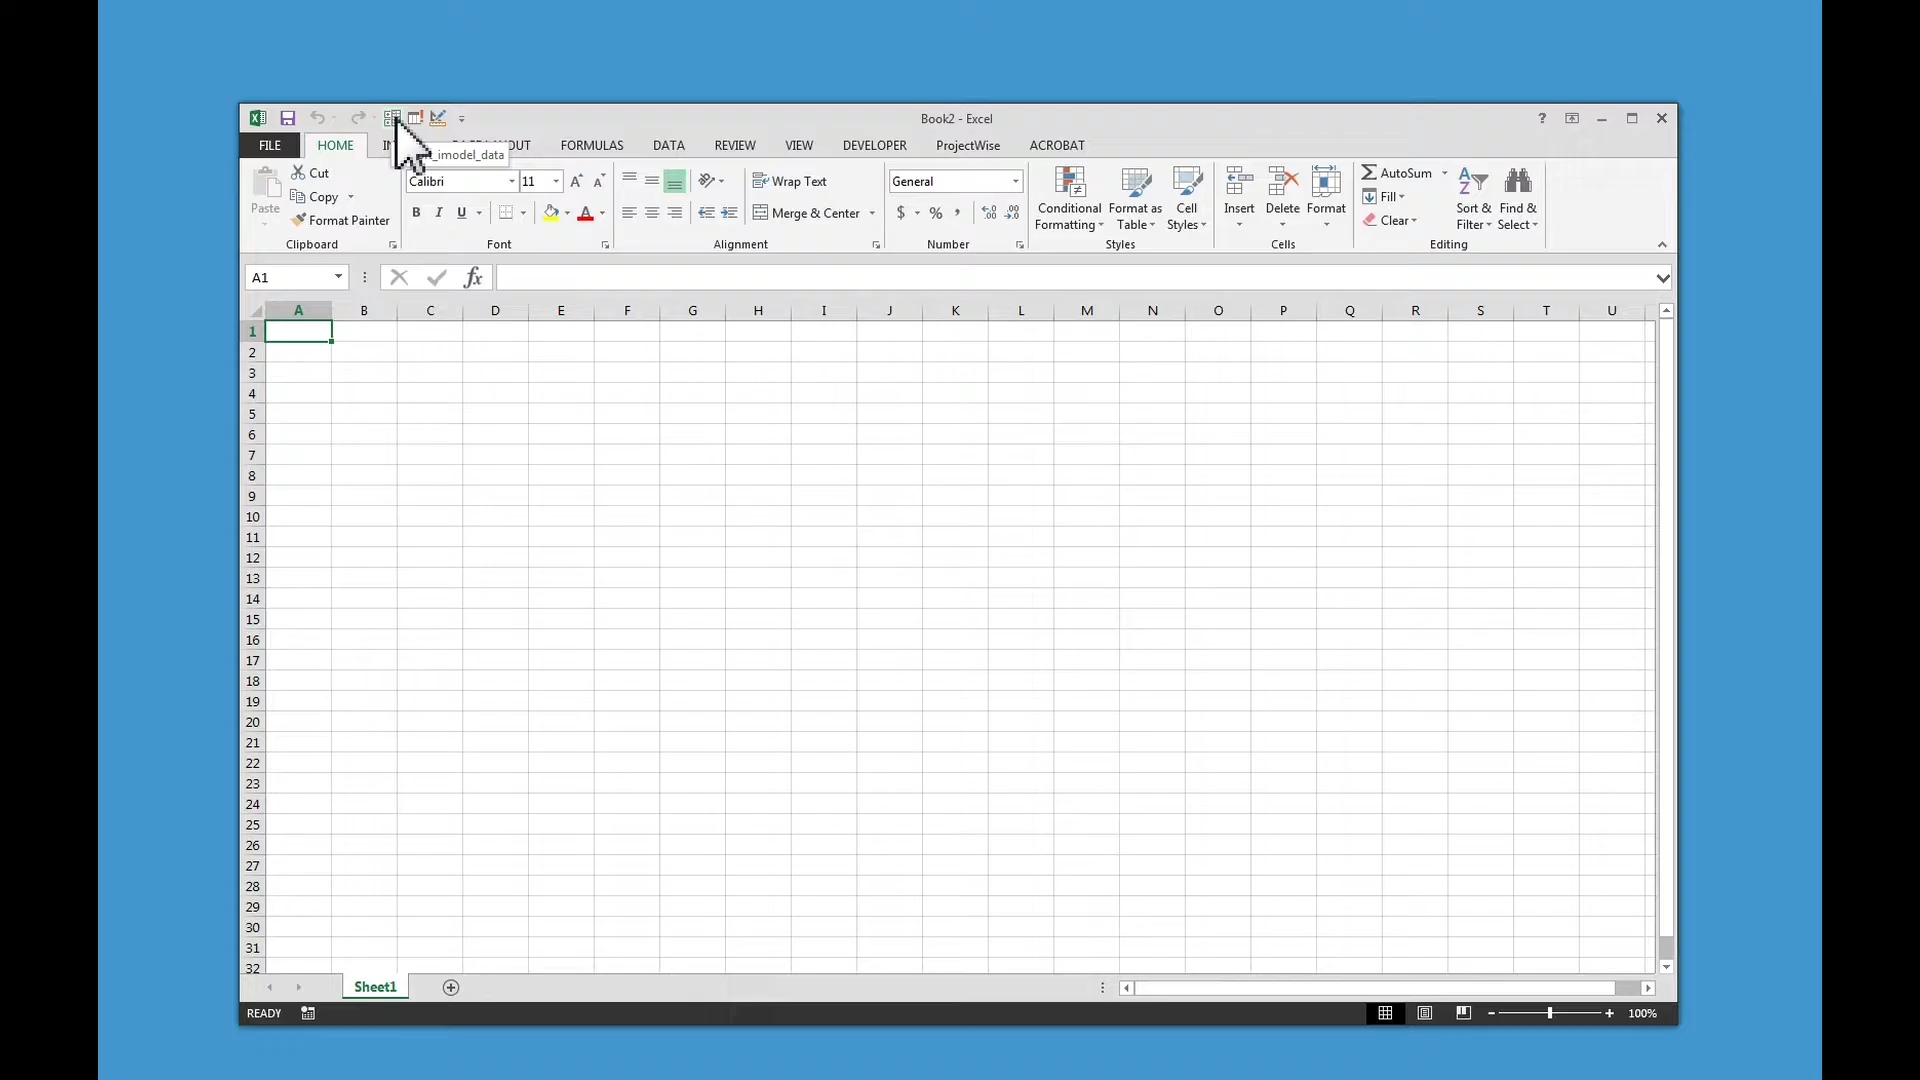 Book2 - Excel
?
FILE HOME DATA FORMULAS REVIEW VIEW DEVELOPER ProjectWise ACROBAT
_imodel_data
Paste
Cut
Copy
Format Painter
Clipboard
Calibri 11
B I U
A
Font
Wrap Text
Merge & Center
Alignment
General
$ % ,
Number
Conditional Formatting
Format as Table
Cell Styles
Styles
Insert
Delete
Format
Cells
AutoSum
Fill
Clear
Sort & Filter
Find & Select
Editing
A1
fx
A B C D E F G H I J K L M N O P Q R S T U
1
2
3
4
5
6
7
8
9
10
11
12
13
14
15
16
17
18
19
20
21
22
23
24
25
26
27
28
29
30
31
32
Sheet1
READY
100%